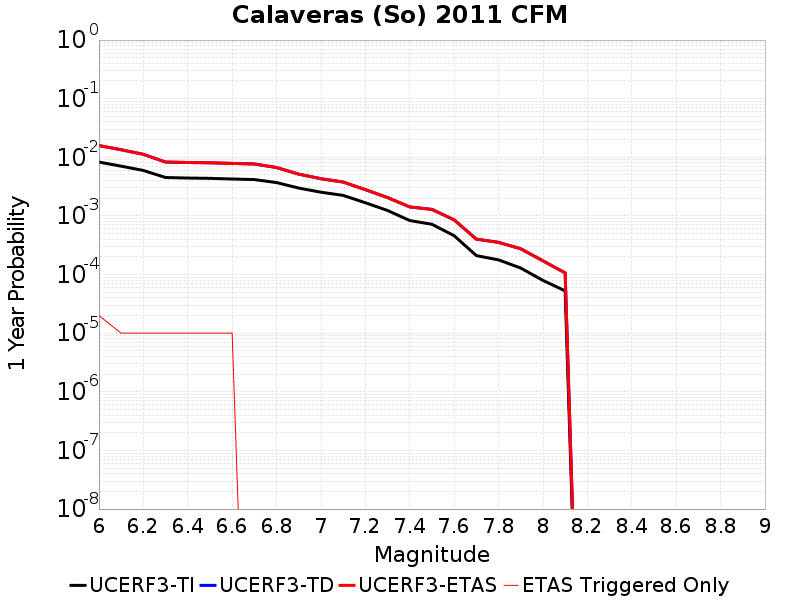 Calaveras (So) 2011 CFM
10^0
10^-1
10^-2
10^-3
10^-4
10^-5
10^-6
10^-7
10^-8
1 Year Probability
6 6.2 6.4 6.6 6.8 7 7.2 7.4 7.6 7.8 8 8.2 8.4 8.6 8.8 9
Magnitude
UCERF3-TI UCERF3-TD UCERF3-ETAS ETAS Triggered Only